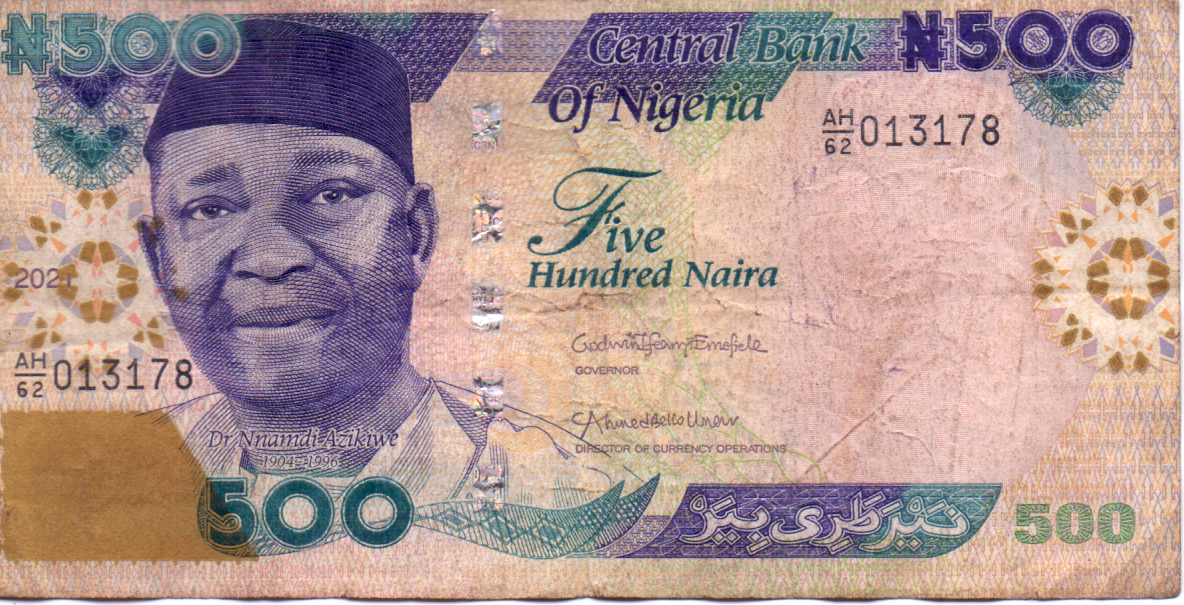 ₦500
Central Bank
₦500
Of Nigeria
AH/62 013178
Five
Hundred Naira
2021
Godwin Ifeanyi Emefiele
GOVERNOR
AH/62 013178
Ahmed Bello Umar
DIRECTOR OF CURRENCY OPERATIONS
Dr Nnamdi Azikiwe
1904 - 1996
500
نَيْرَ طَرِى بِيَرْ
500